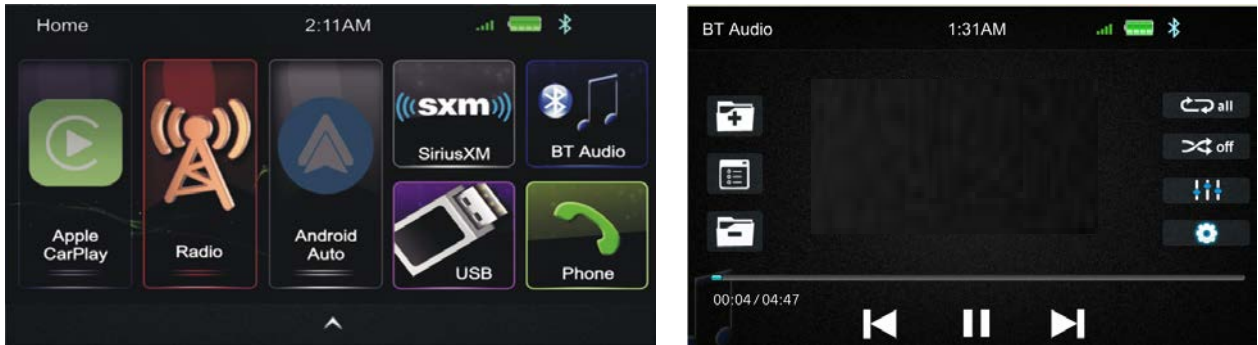 Home 2:11AM
sxm
SiriusXM
BT Audio
Apple
CarPlay
Radio
Android
Auto
USB
Phone
BT Audio 1:31AM
all
off
00:04/04:47